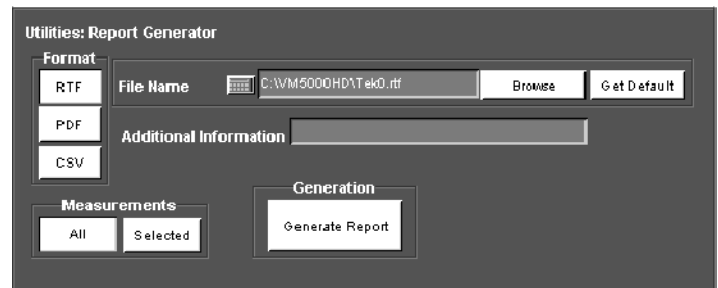 Utilities: Report Generator
Format
RTF
File Name
C:\VM5000HD\Tek0.rtf
Browse
Get Default
PDF
Additional Information
CSV
Measurements
All
Selected
Generation
Generate Report